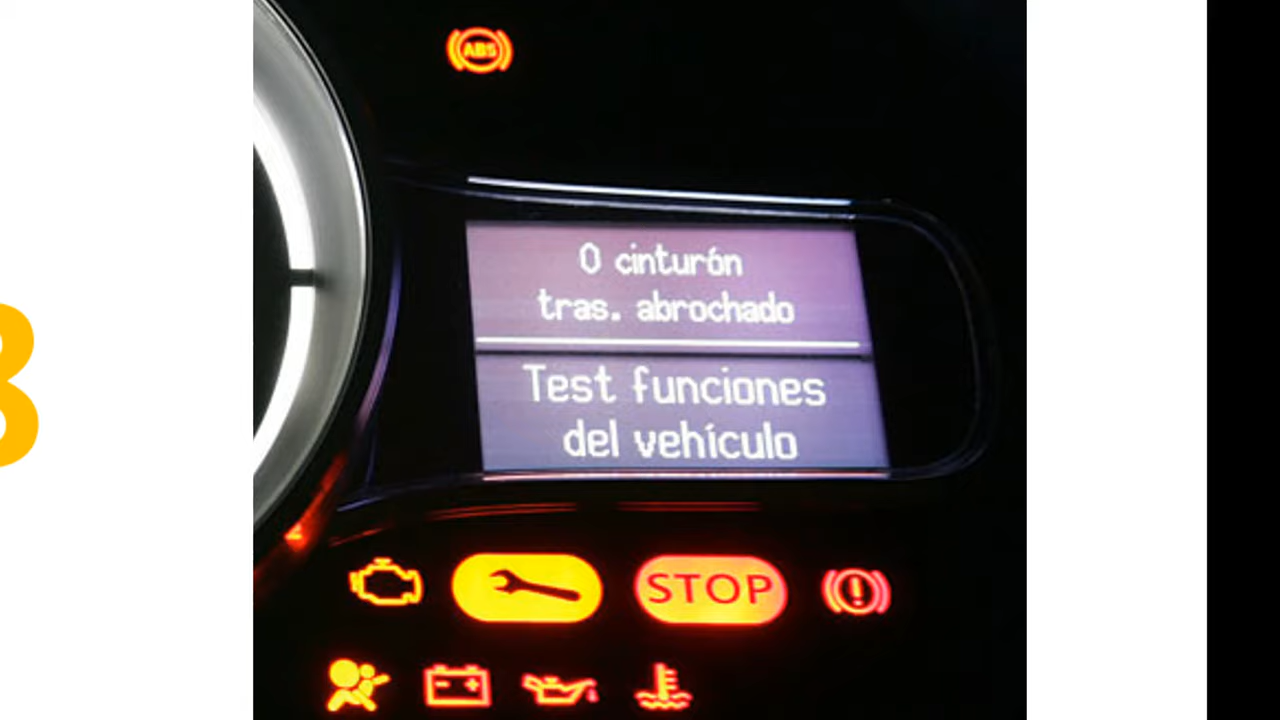 ABS
0 cinturón
tras. abrochado
Test funciones
del vehículo
STOP